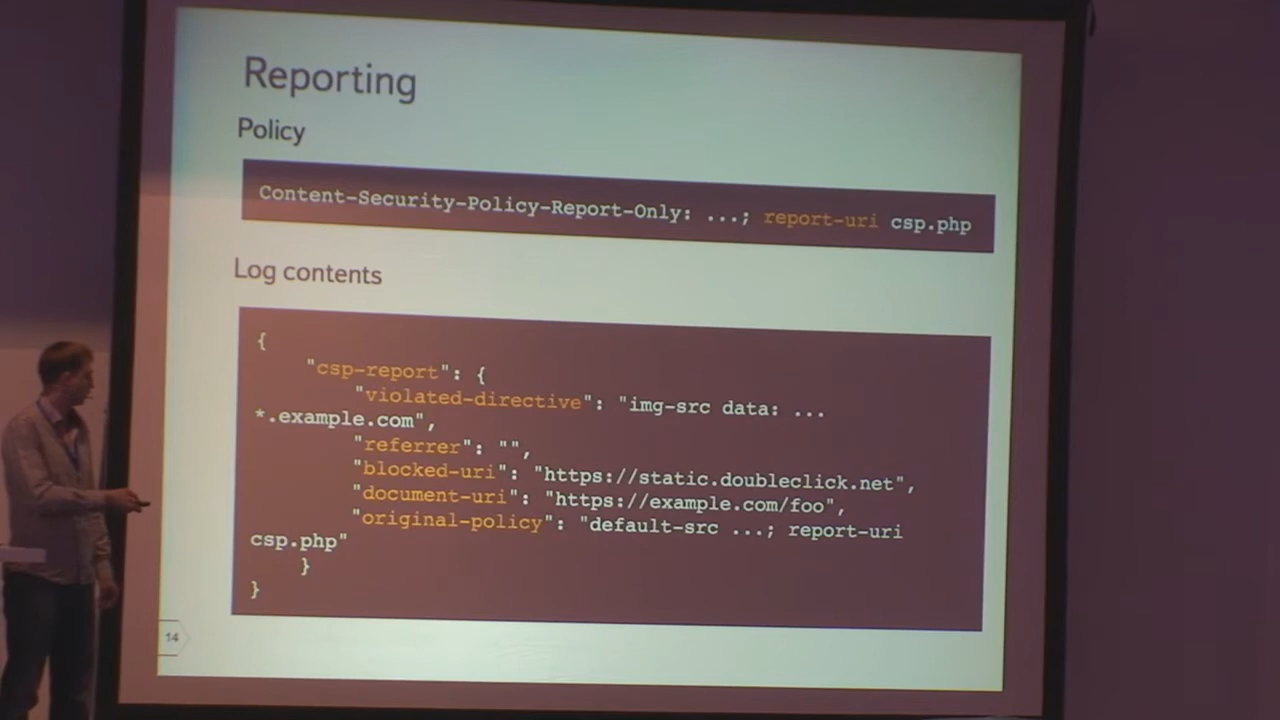 Reporting
Policy
Content-Security-Policy-Report-Only: ...; report-uri csp.php
Log contents
{
"csp-report": {
"violated-directive": "img-src data: ...
*.example.com",
"referrer": "",
"blocked-uri": "https://static.doubleclick.net",
"document-uri": "https://example.com/foo",
"original-policy": "default-src ...; report-uri
csp.php"
}
}
14